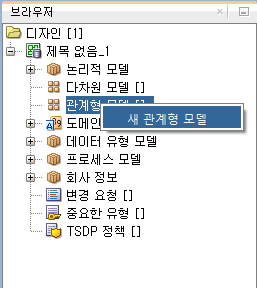 브라우저
디자인 [1]
제목 없음_1
논리적 모델
다차원 모델 []
관계형 모델 []
새 관계형 모델
도메인
데이터 유형 모델
프로세스 모델
회사 정보
변경 요청 []
중요한 유형 []
TSDP 정책 []